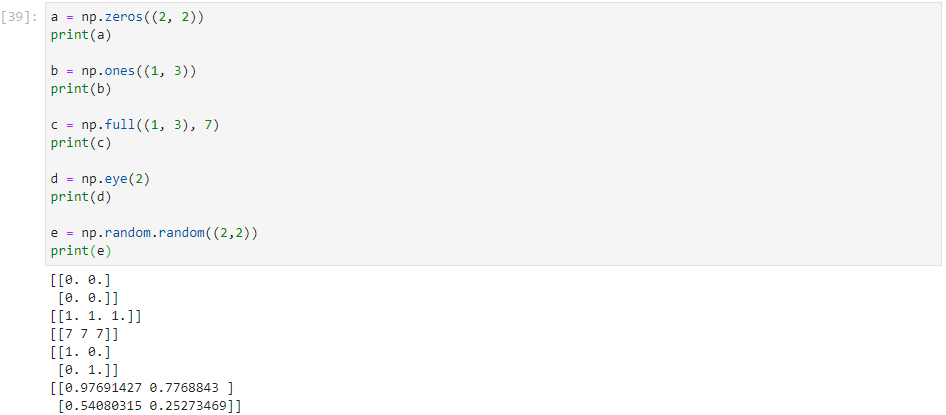 [39]: a = np.zeros((2, 2))
print(a)
b = np.ones((1, 3))
print(b)
c = np.full((1, 3), 7)
print(c)
d = np.eye(2)
print(d)
e = np.random.random((2,2))
print(e)
[[0. 0.]
 [0. 0.]]
[[1. 1. 1.]]
[[7 7 7]]
[[1. 0.]
 [0. 1.]]
[[0.97691427 0.7768843 ]
 [0.54080315 0.25273469]]